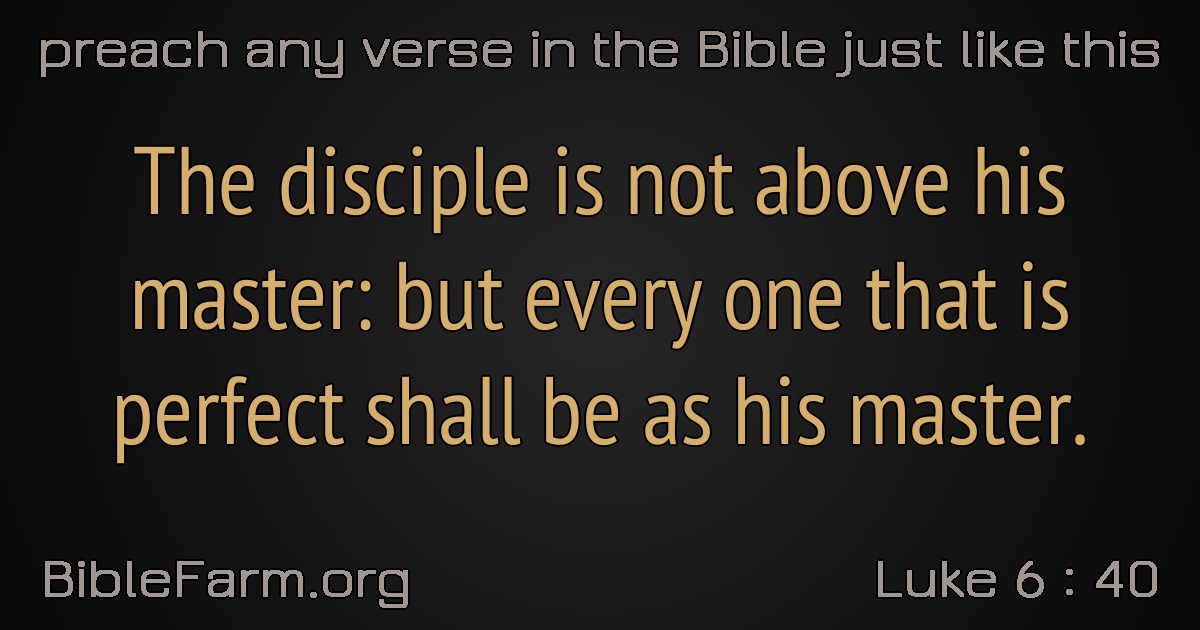 preach any verse in the Bible just like this
The disciple is not above his
master: but every one that is
perfect shall be as his master.
BibleFarm.org
Luke 6 : 40